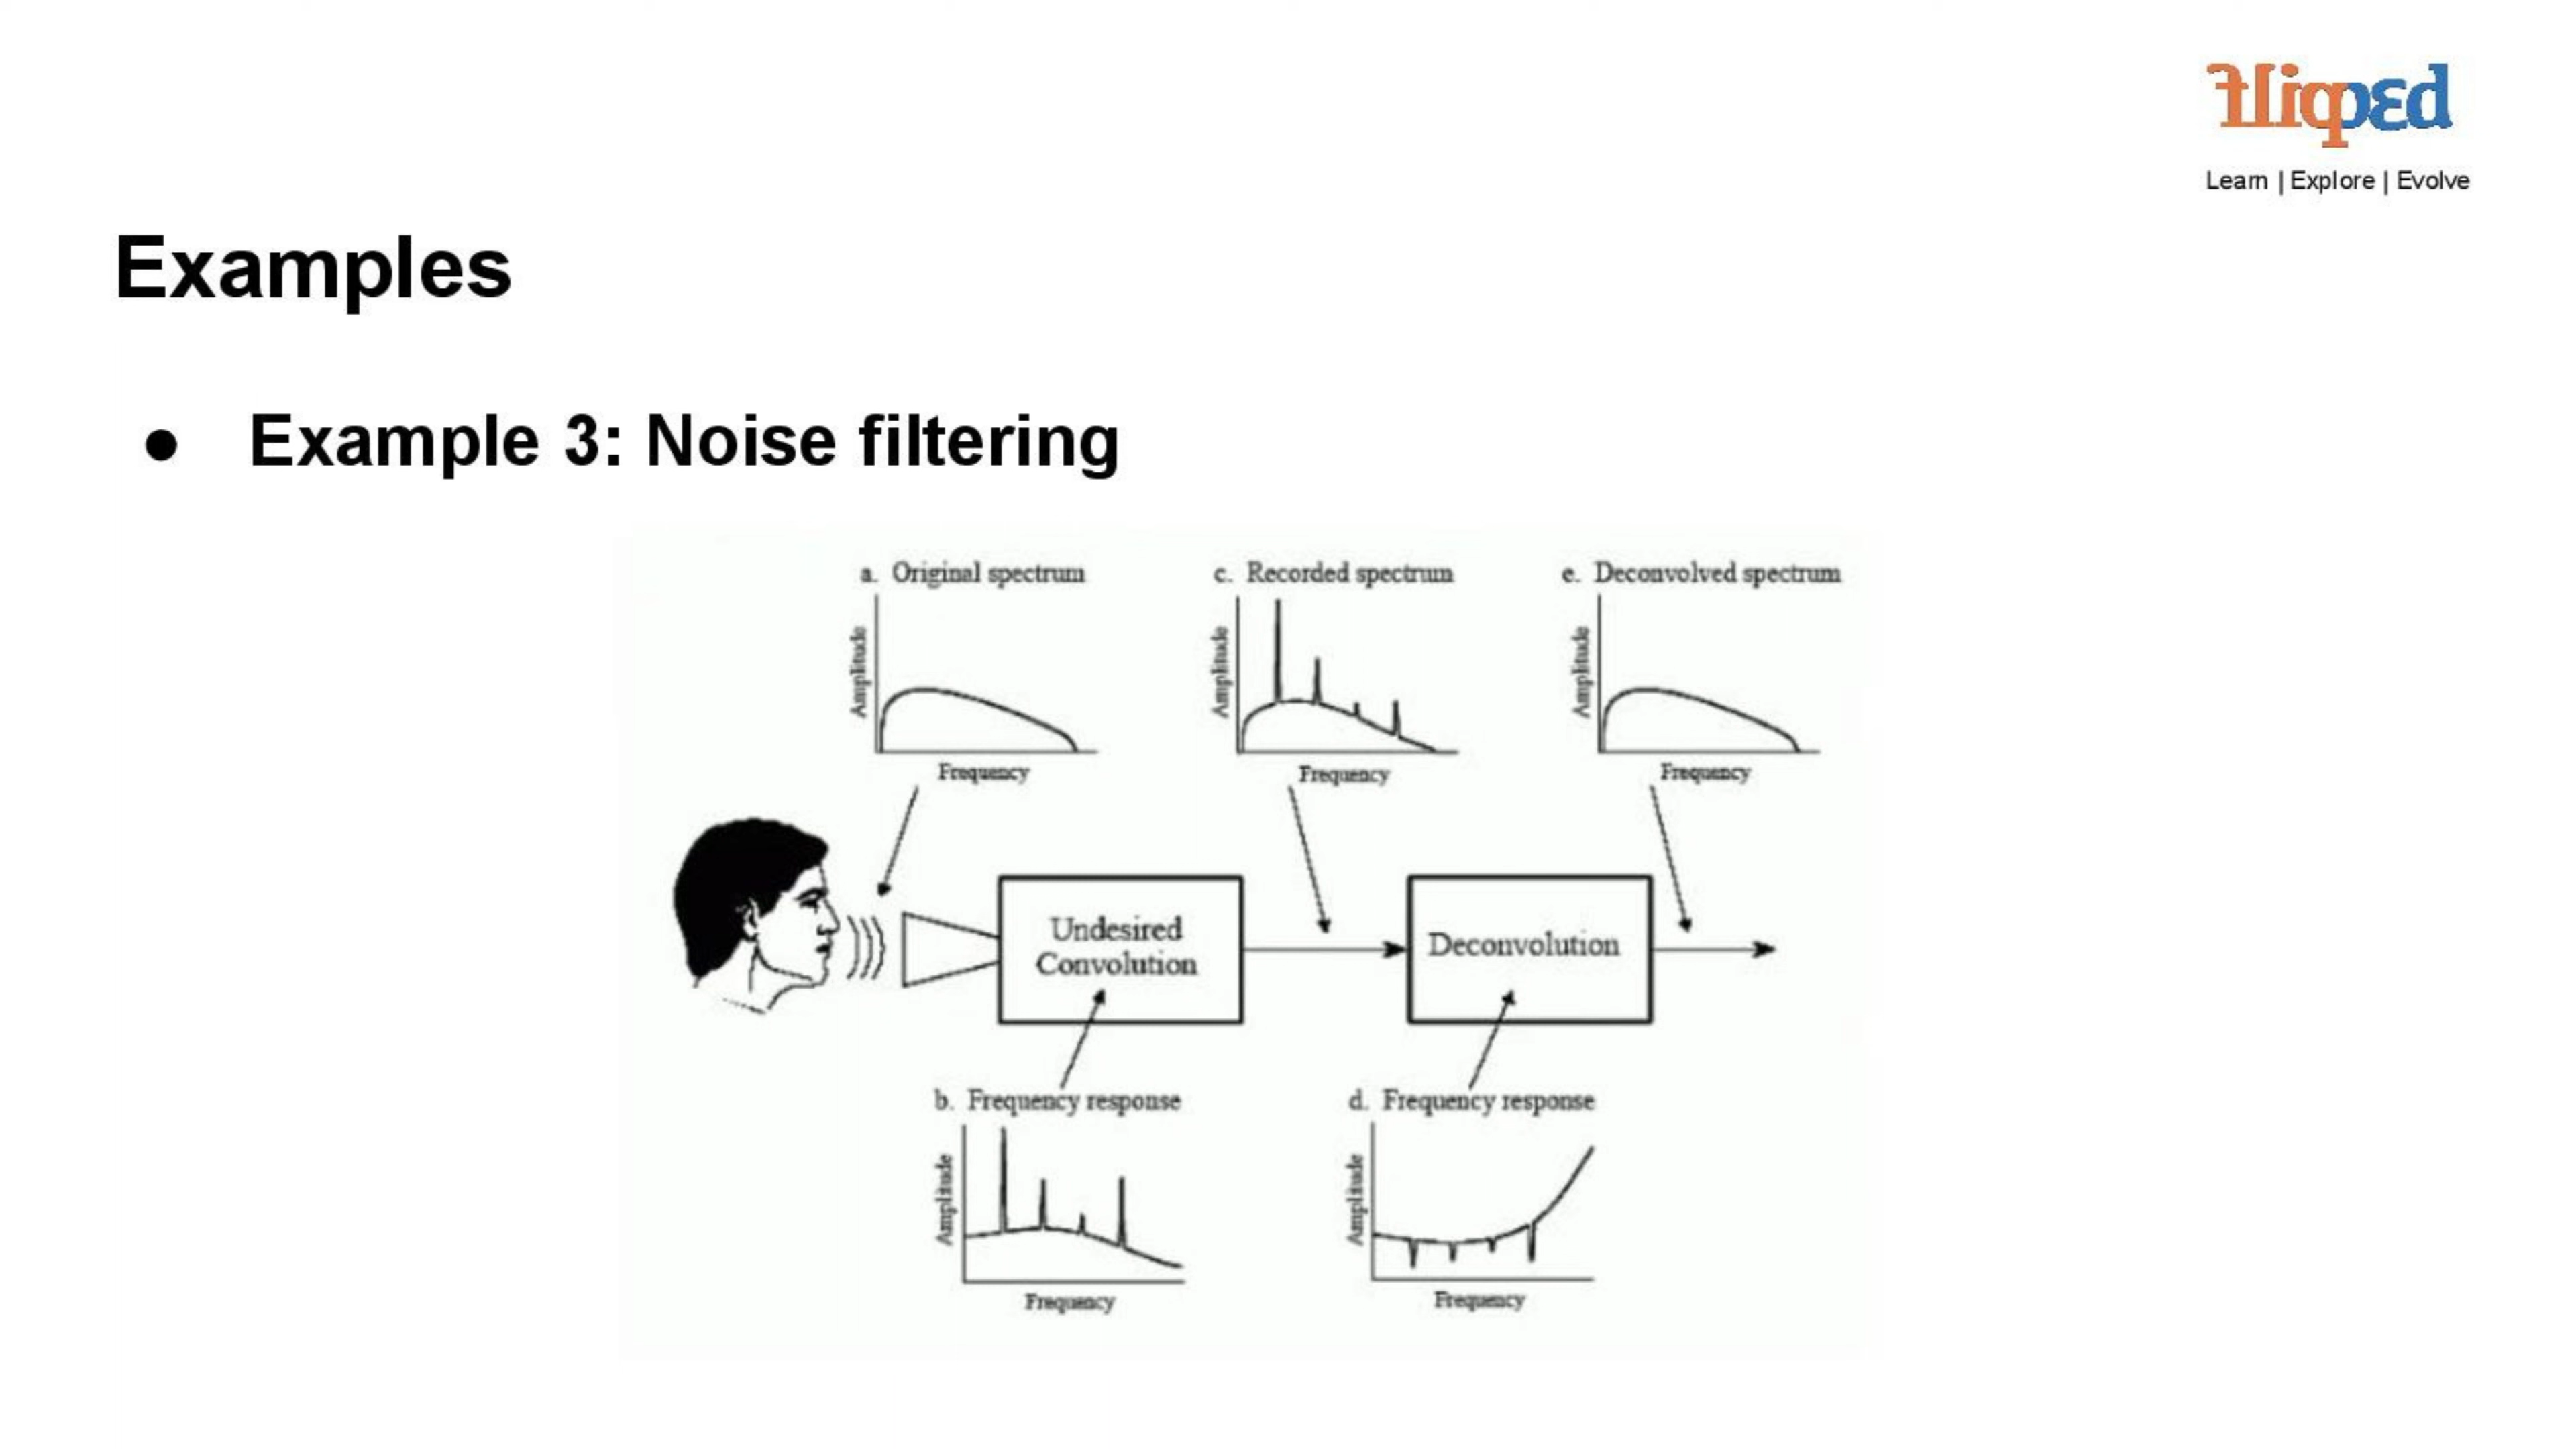 fliqped
Learn | Explore | Evolve
Examples
● Example 3: Noise filtering
a. Original spectrum
c. Recorded spectrum
e. Deconvolved spectrum
Amplitude
Amplitude
Amplitude
Frequency
Frequency
Frequency
Undesired
Convolution
Deconvolution
b. Frequency response
d. Frequency response
Amplitude
Amplitude
Frequency
Frequency